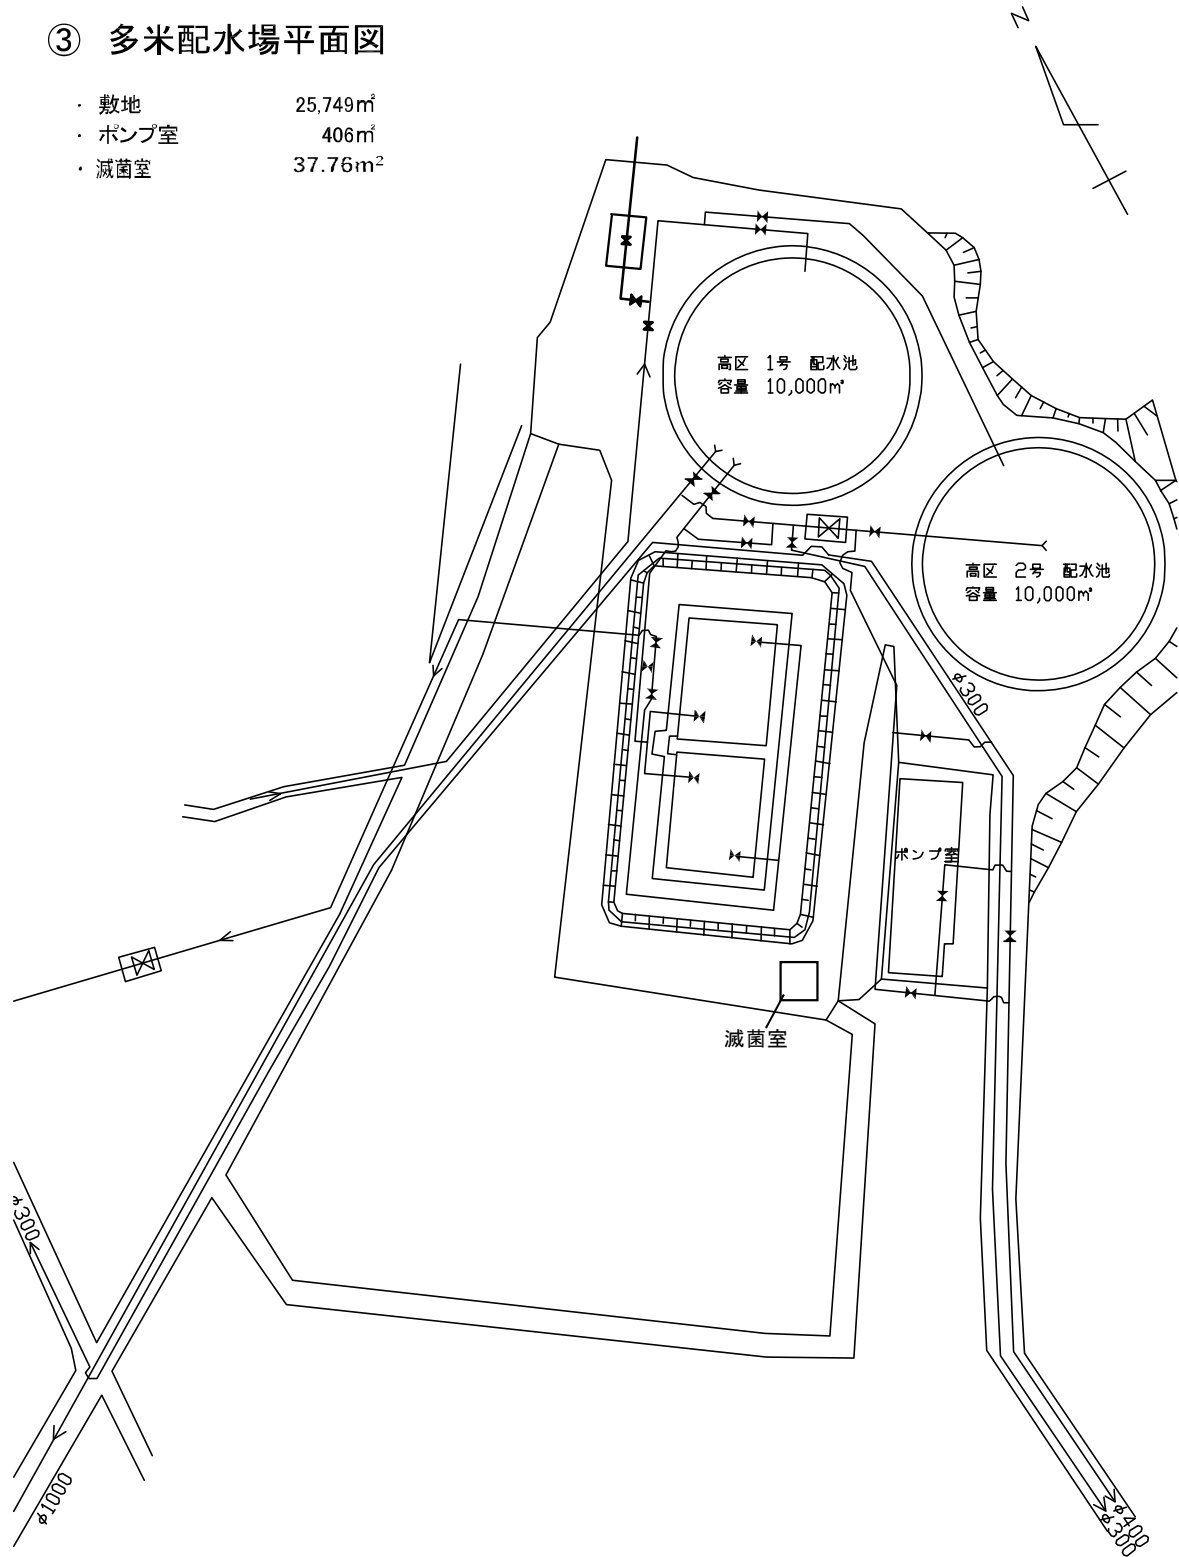 ③ 多米配水場平面図
・ 敷地 25,749㎡
・ ポンプ室 406㎡
・ 滅菌室 37.76m²
N
高区 1号 配水池
容量 10,000㎥
高区 2号 配水池
容量 10,000㎥
φ300
ポンプ室
滅菌室
φ300
φ1000
φ400
φ300